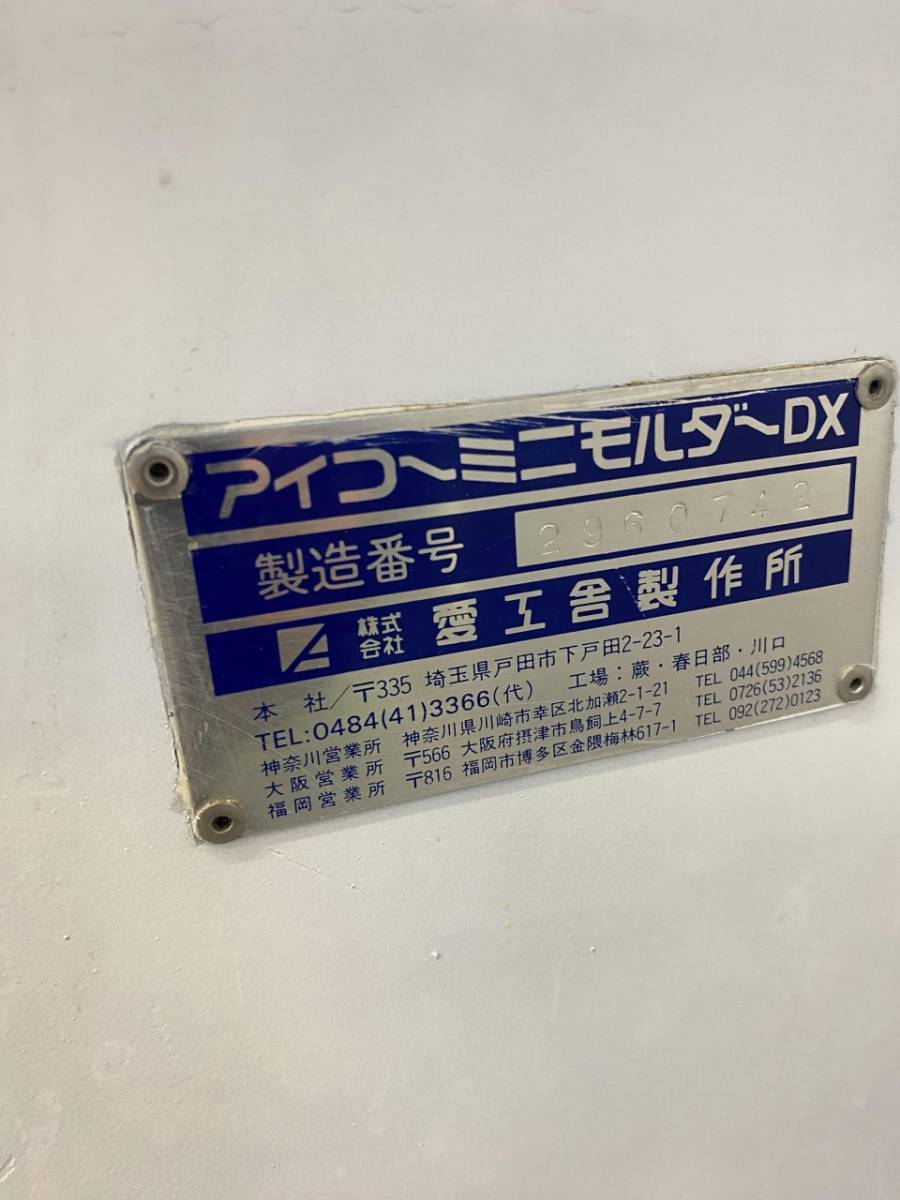 アイコーミニモルダーDX
製造番号 2960742
株式会社 愛工舎製作所
本社/〒335 埼玉県戸田市下戸田2-23-1
TEL:0484(41)3366(代) 工場:蕨・春日部・川口
神奈川営業所 神奈川県川崎市幸区北加瀬2-1-21 TEL 044(599)4568
大阪営業所 〒566 大阪府摂津市鳥飼上4-7-7 TEL 0726(53)2136
福岡営業所 〒816 福岡市博多区金隈梅林617-1 TEL 092(272)0123